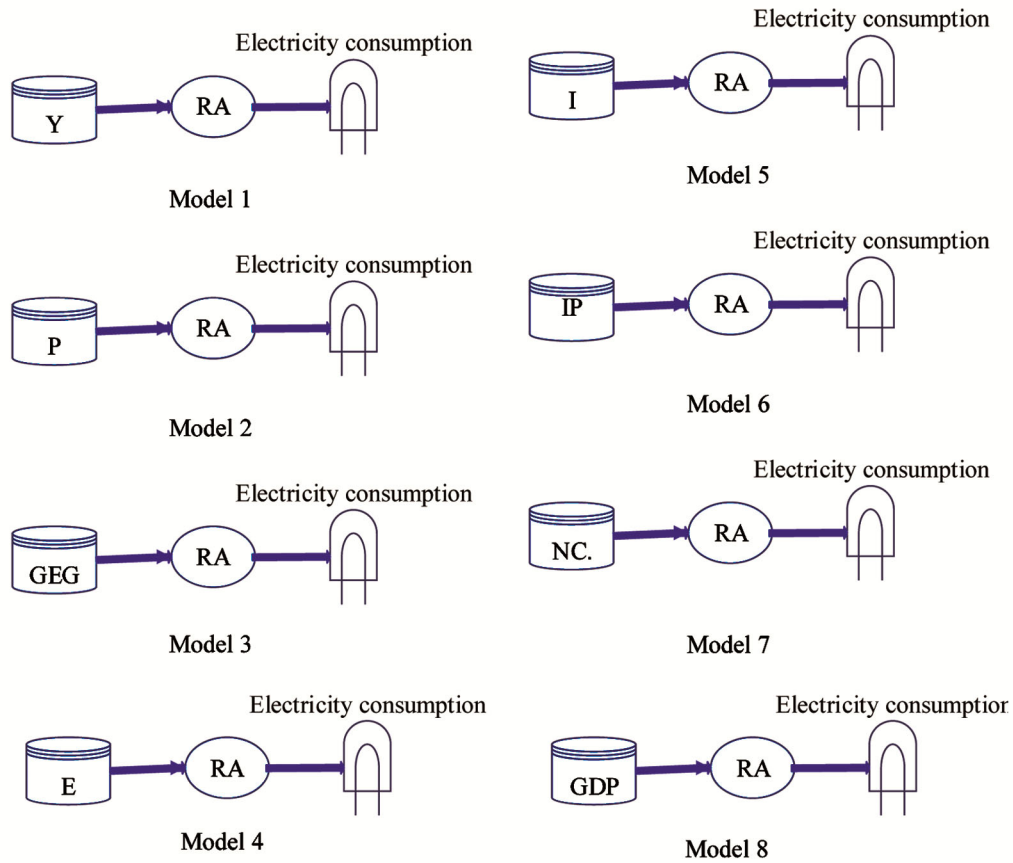 Electricity consumption
Y
RA
Model 1
Electricity consumption
P
RA
Model 2
Electricity consumption
GEG
RA
Model 3
Electricity consumption
E
RA
Model 4
Electricity consumption
I
RA
Model 5
Electricity consumption
IP
RA
Model 6
Electricity consumption
NC.
RA
Model 7
Electricity consumption
GDP
RA
Model 8